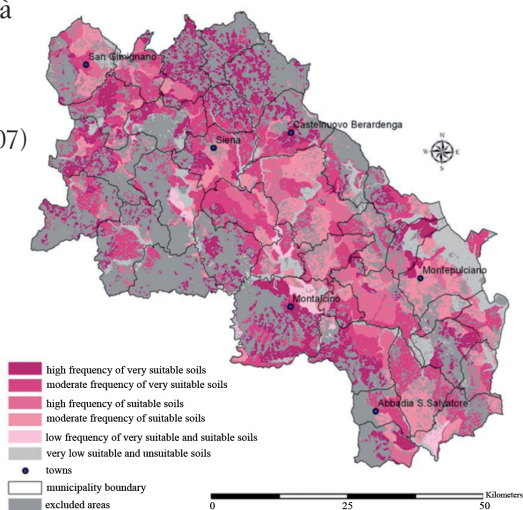 à
San Gimignano
07)
Castelnuovo Berardenga
Siena
N
W E
S
Montepulciano
Montalcino
high frequency of very suitable soils
moderate frequency of very suitable soils
high frequency of suitable soils
Abbadia S.Salvatore
moderate frequency of suitable soils
low frequency of very suitable and suitable soils
very low suitable and unsuitable soils
towns
municipality boundary
excluded areas
Kilometers
0 25 50